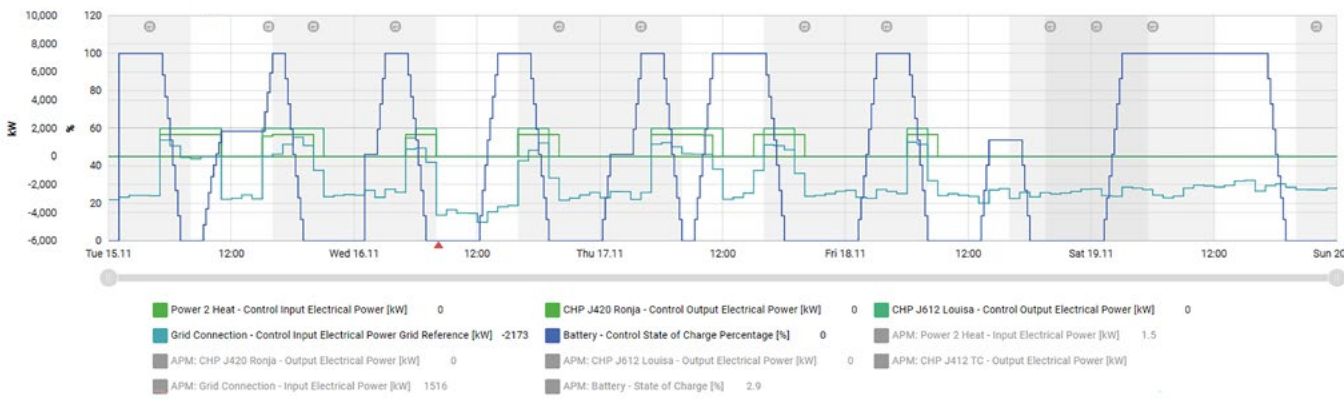 10,000 120
8,000 100
6,000 80
4,000
2,000 60
kW %
0
40
-2,000
20
-4,000
-6,000 0
Tue 15.11 12:00 Wed 16.11 12:00 Thu 17.11 12:00 Fri 18.11 12:00 Sat 19.11 12:00 Sun 20
Power 2 Heat - Control Input Electrical Power [kW] 0 CHP J420 Ronja - Control Output Electrical Power [kW] 0 CHP J612 Louisa - Control Output Electrical Power [kW] 0
Grid Connection - Control Input Electrical Power Grid Reference [kW] -2173 Battery - Control State of Charge Percentage [%] 0 APM: Power 2 Heat - Input Electrical Power [kW] 1.5
APM: CHP J420 Ronja - Output Electrical Power [kW] 0 APM: CHP J612 Louisa - Output Electrical Power [kW] 0 APM: CHP J412 TC - Output Electrical Power [kW]
APM: Grid Connection - Input Electrical Power [kW] 1516 APM: Battery - State of Charge [%] 2.9